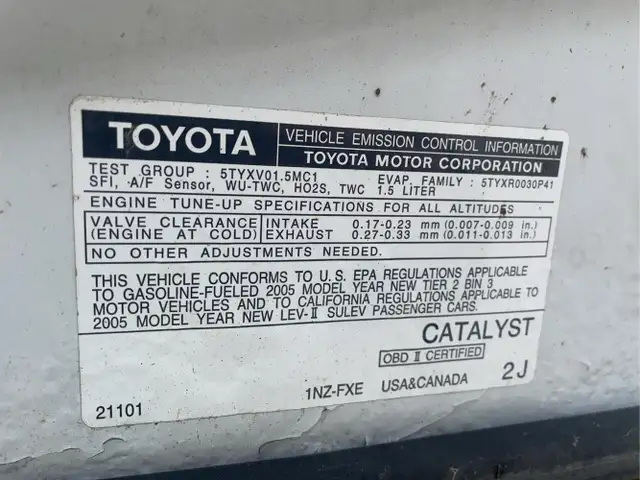 TOYOTA
VEHICLE EMISSION CONTROL INFORMATION
TOYOTA MOTOR CORPORATION
TEST GROUP : 5TYXV01.5MC1 EVAP. FAMILY : 5TYXR0030P41
SFI, A/F Sensor, WU-TWC, HO2S, TWC 1.5 LITER
ENGINE TUNE-UP SPECIFICATIONS FOR ALL ALTITUDES
VALVE CLEARANCE INTAKE 0.17-0.23 mm (0.007-0.009 in.)
(ENGINE AT COLD) EXHAUST 0.27-0.33 mm (0.011-0.013 in.)
NO OTHER ADJUSTMENTS NEEDED.
THIS VEHICLE CONFORMS TO U.S. EPA REGULATIONS APPLICABLE
TO GASOLINE-FUELED 2005 MODEL YEAR NEW TIER 2 BIN 3
MOTOR VEHICLES AND TO CALIFORNIA REGULATIONS APPLICABLE TO
2005 MODEL YEAR NEW LEV-Ⅱ SULEV PASSENGER CARS.
CATALYST
OBD Ⅱ CERTIFIED
21101 1NZ-FXE USA&CANADA 2J